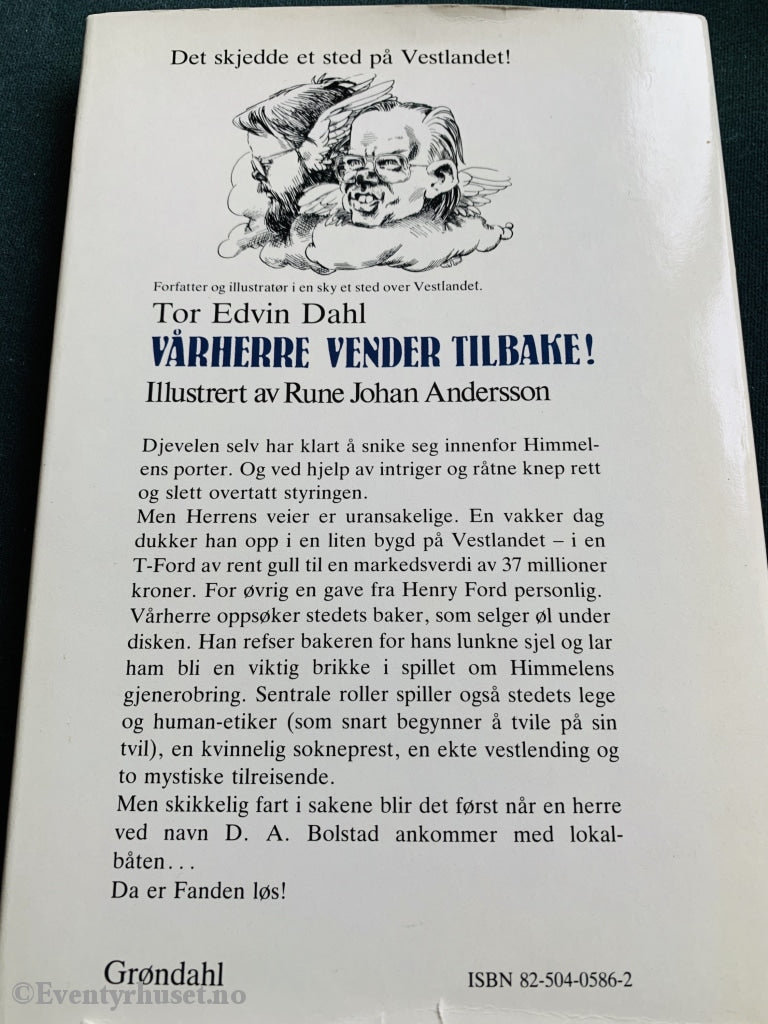 Det skjedde et sted på Vestlandet!
Forfatter og illustratør i en sky et sted over Vestlandet.
Tor Edvin Dahl
VÅRHERRE VENDER TILBAKE!
Illustrert av Rune Johan Andersson
Djevelen selv har klart å snike seg innenfor Himmel-
ens porter. Og ved hjelp av intriger og råtne knep rett
og slett overtatt styringen.
Men Herrens veier er uransakelige. En vakker dag
dukker han opp i en liten bygd på Vestlandet – i en
T-Ford av rent gull til en markedsverdi av 37 millioner
kroner. For øvrig en gave fra Henry Ford personlig.
Vårherre oppsøker stedets baker, som selger øl under
disken. Han refser bakeren for hans lunkne sjel og lar
ham bli en viktig brikke i spillet om Himmelens
gjenerobring. Sentrale roller spiller også stedets lege
og human-etiker (som snart begynner å tvile på sin
tvil), en kvinnelig sokneprest, en ekte vestlending og
to mystiske tilreisende.
Men skikkelig fart i sakene blir det først når en herre
ved navn D. A. Bolstad ankommer med lokal-
båten...
Da er Fanden løs!
Grøndahl
ISBN 82-504-0586-2
©Eventyrhuset.no